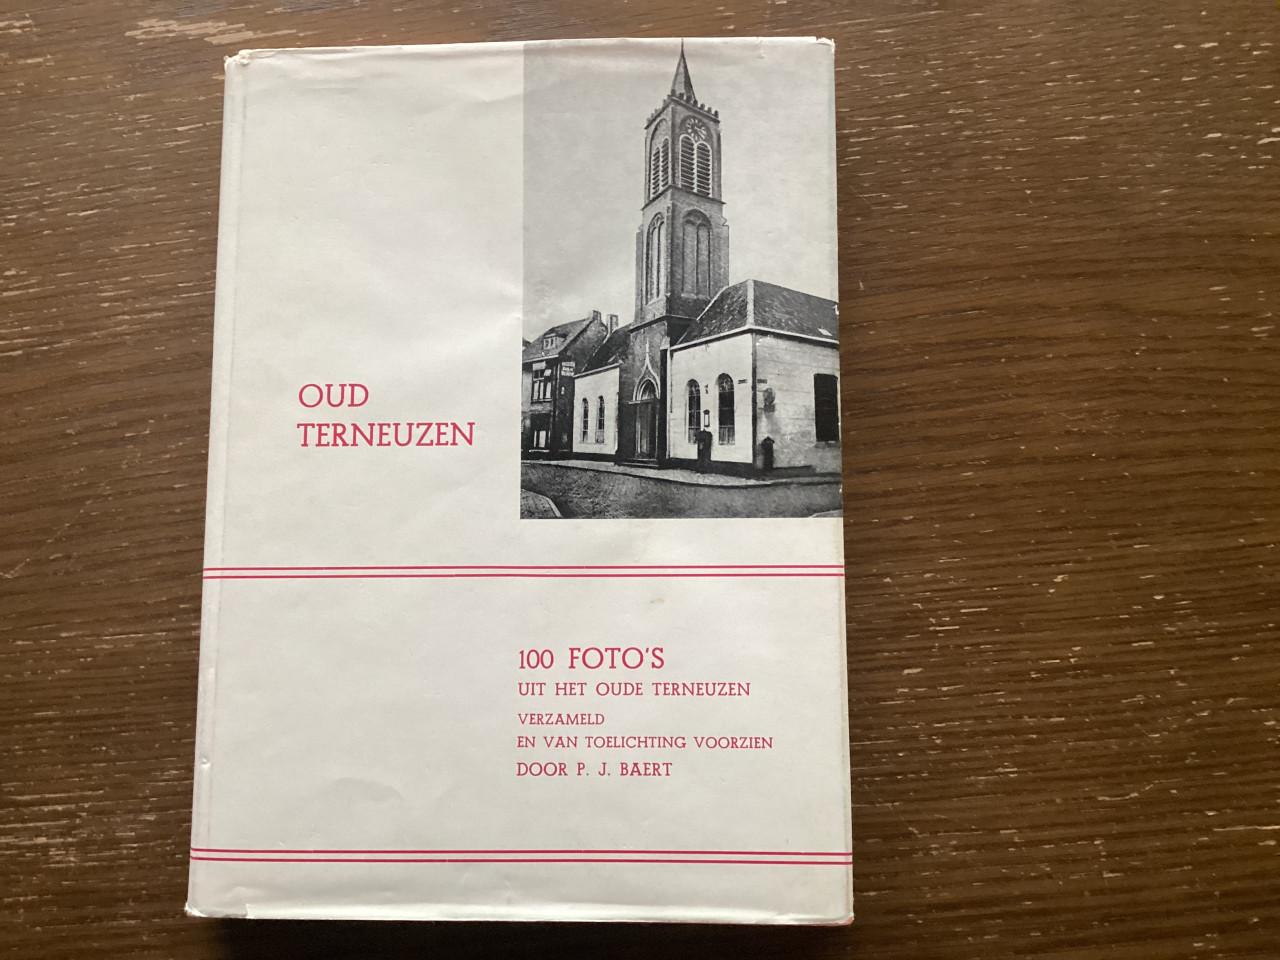 OUD
TERNEUZEN
100 FOTO'S
UIT HET OUDE TERNEUZEN
VERZAMELD
EN VAN TOELICHTING VOORZIEN
DOOR P. J. BAERT